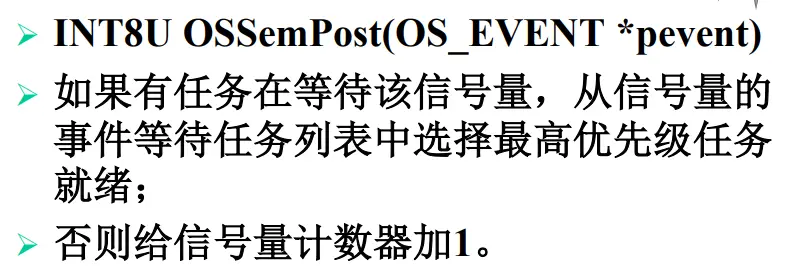 INT8U OSSemPost(OS_EVENT *pevent)
如果有任务在等待该信号量，从信号量的
事件等待任务列表中选择最高优先级任务
就绪；
否则给信号量计数器加1。